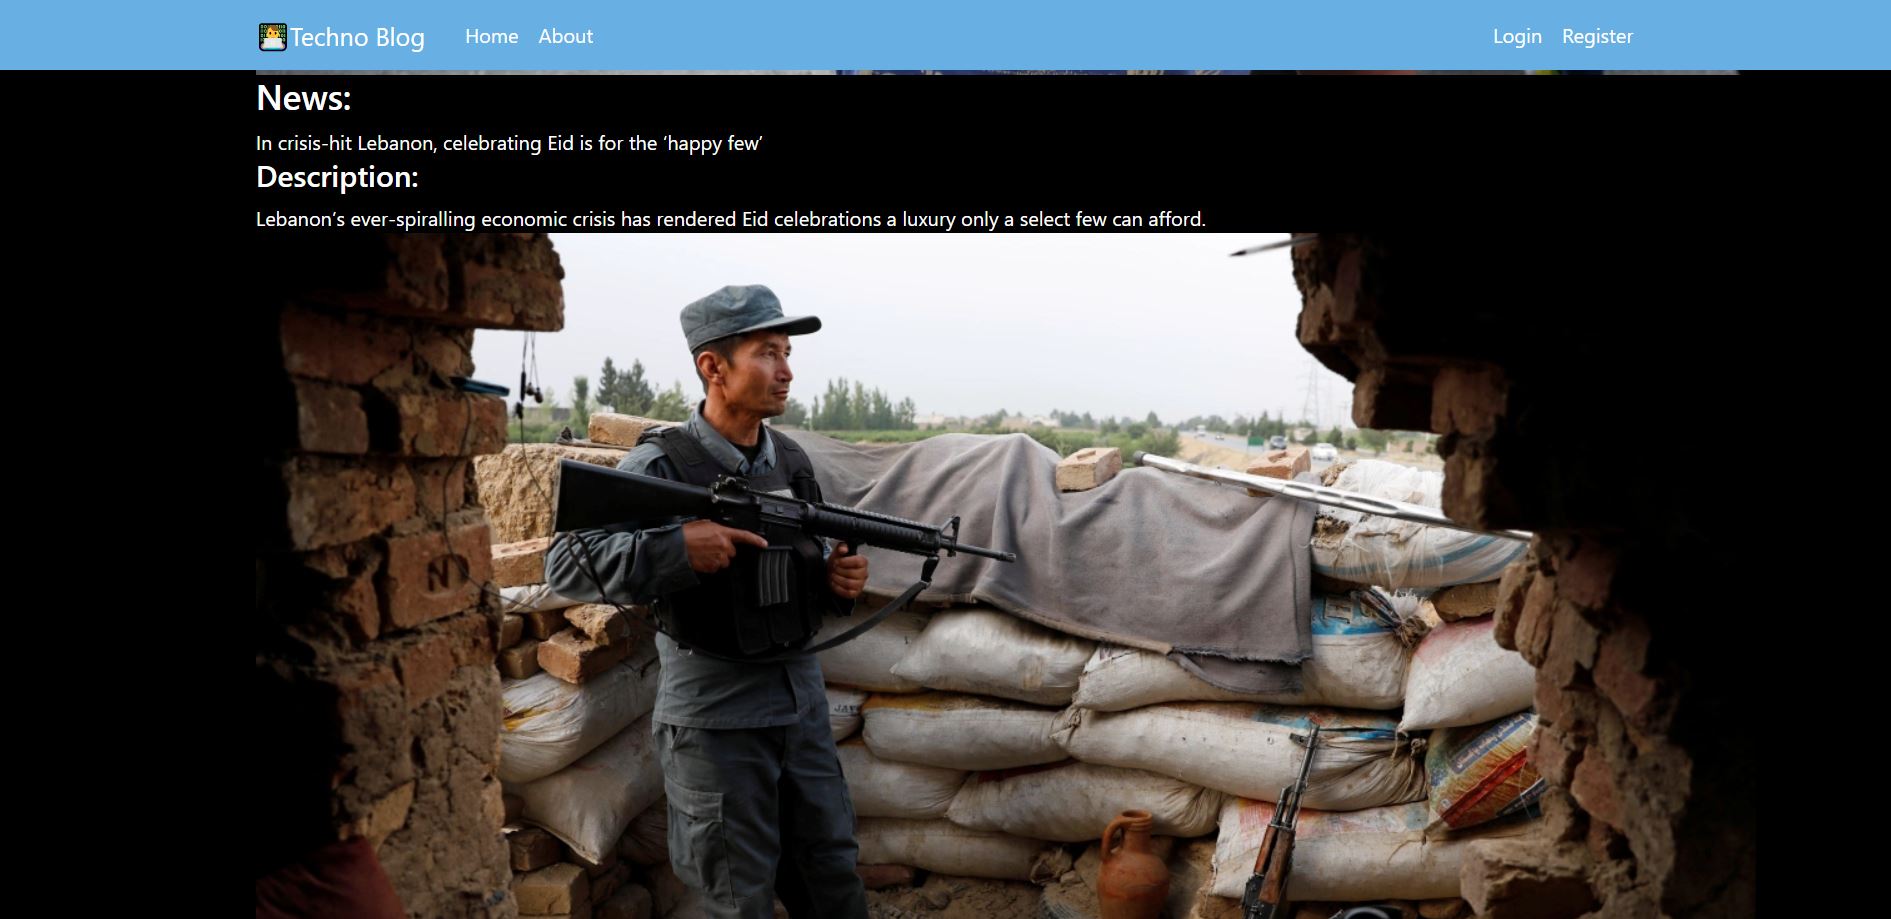 Techno Blog Home About Login Register
News:
In crisis-hit Lebanon, celebrating Eid is for the ‘happy few’
Description:
Lebanon’s ever-spiralling economic crisis has rendered Eid celebrations a luxury only a select few can afford.